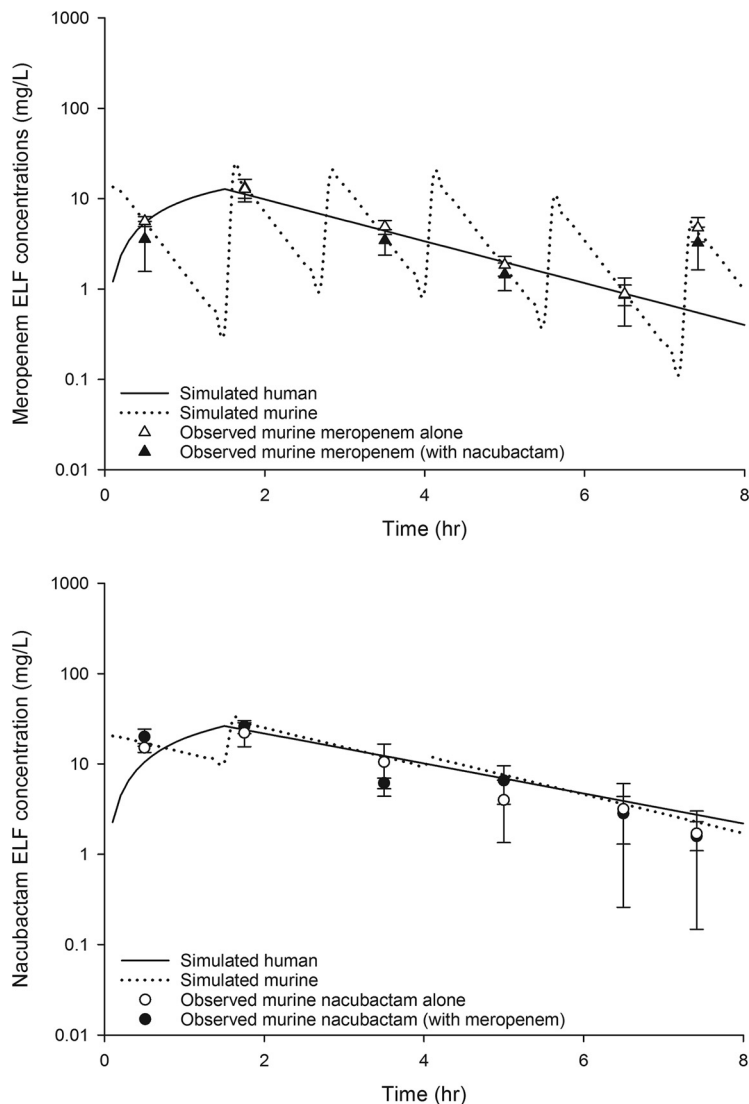 1000
100
10
1
0.1
0.01
Meropenem ELF concentrations (mg/L)
Simulated human
Simulated murine
Observed murine meropenem alone
Observed murine meropenem (with nacubactam)
0 2 4 6 8
Time (hr)
1000
100
10
1
0.1
0.01
Nacubactam ELF concentration (mg/L)
Simulated human
Simulated murine
Observed murine nacubactam alone
Observed murine nacubactam (with meropenem)
0 2 4 6 8
Time (hr)